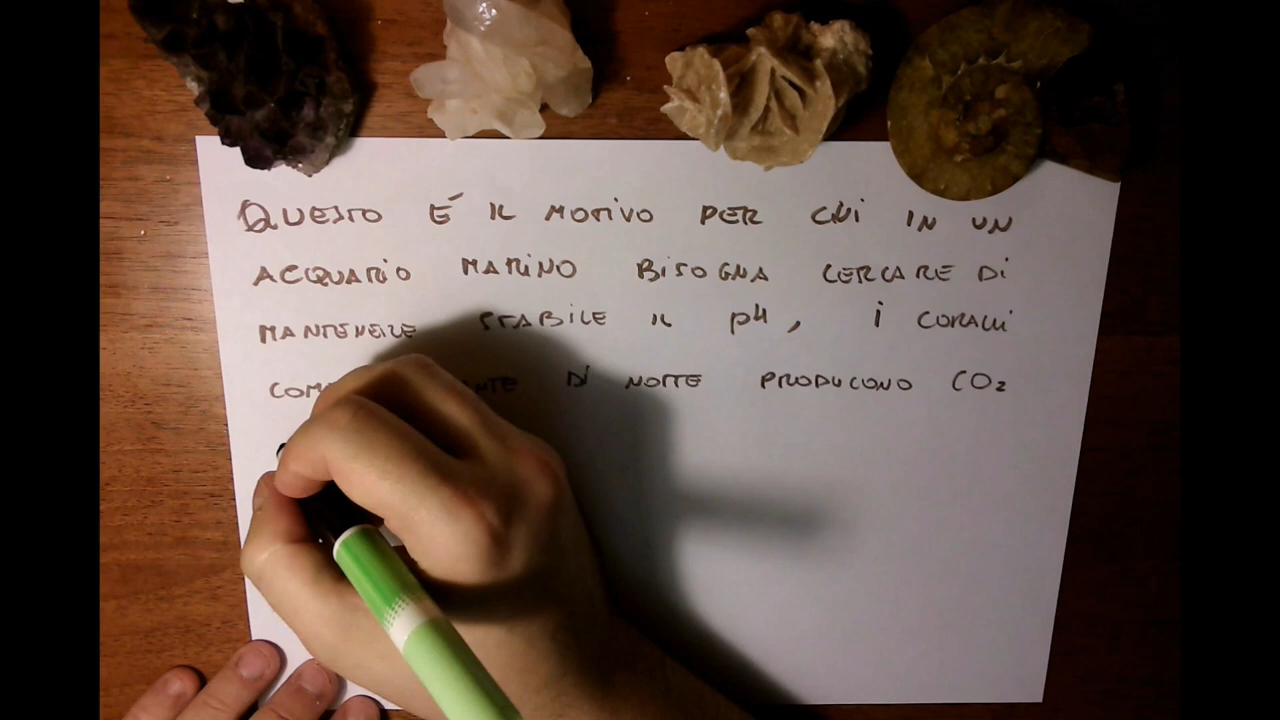 QUESTO É IL MOTIVO PER CUI IN UN
ACQUARIO MARINO BISOGNA CERCARE DI
MANTENERE STABILE IL pH, I CORALLI
DI NOTTE PRODUCONO CO₂